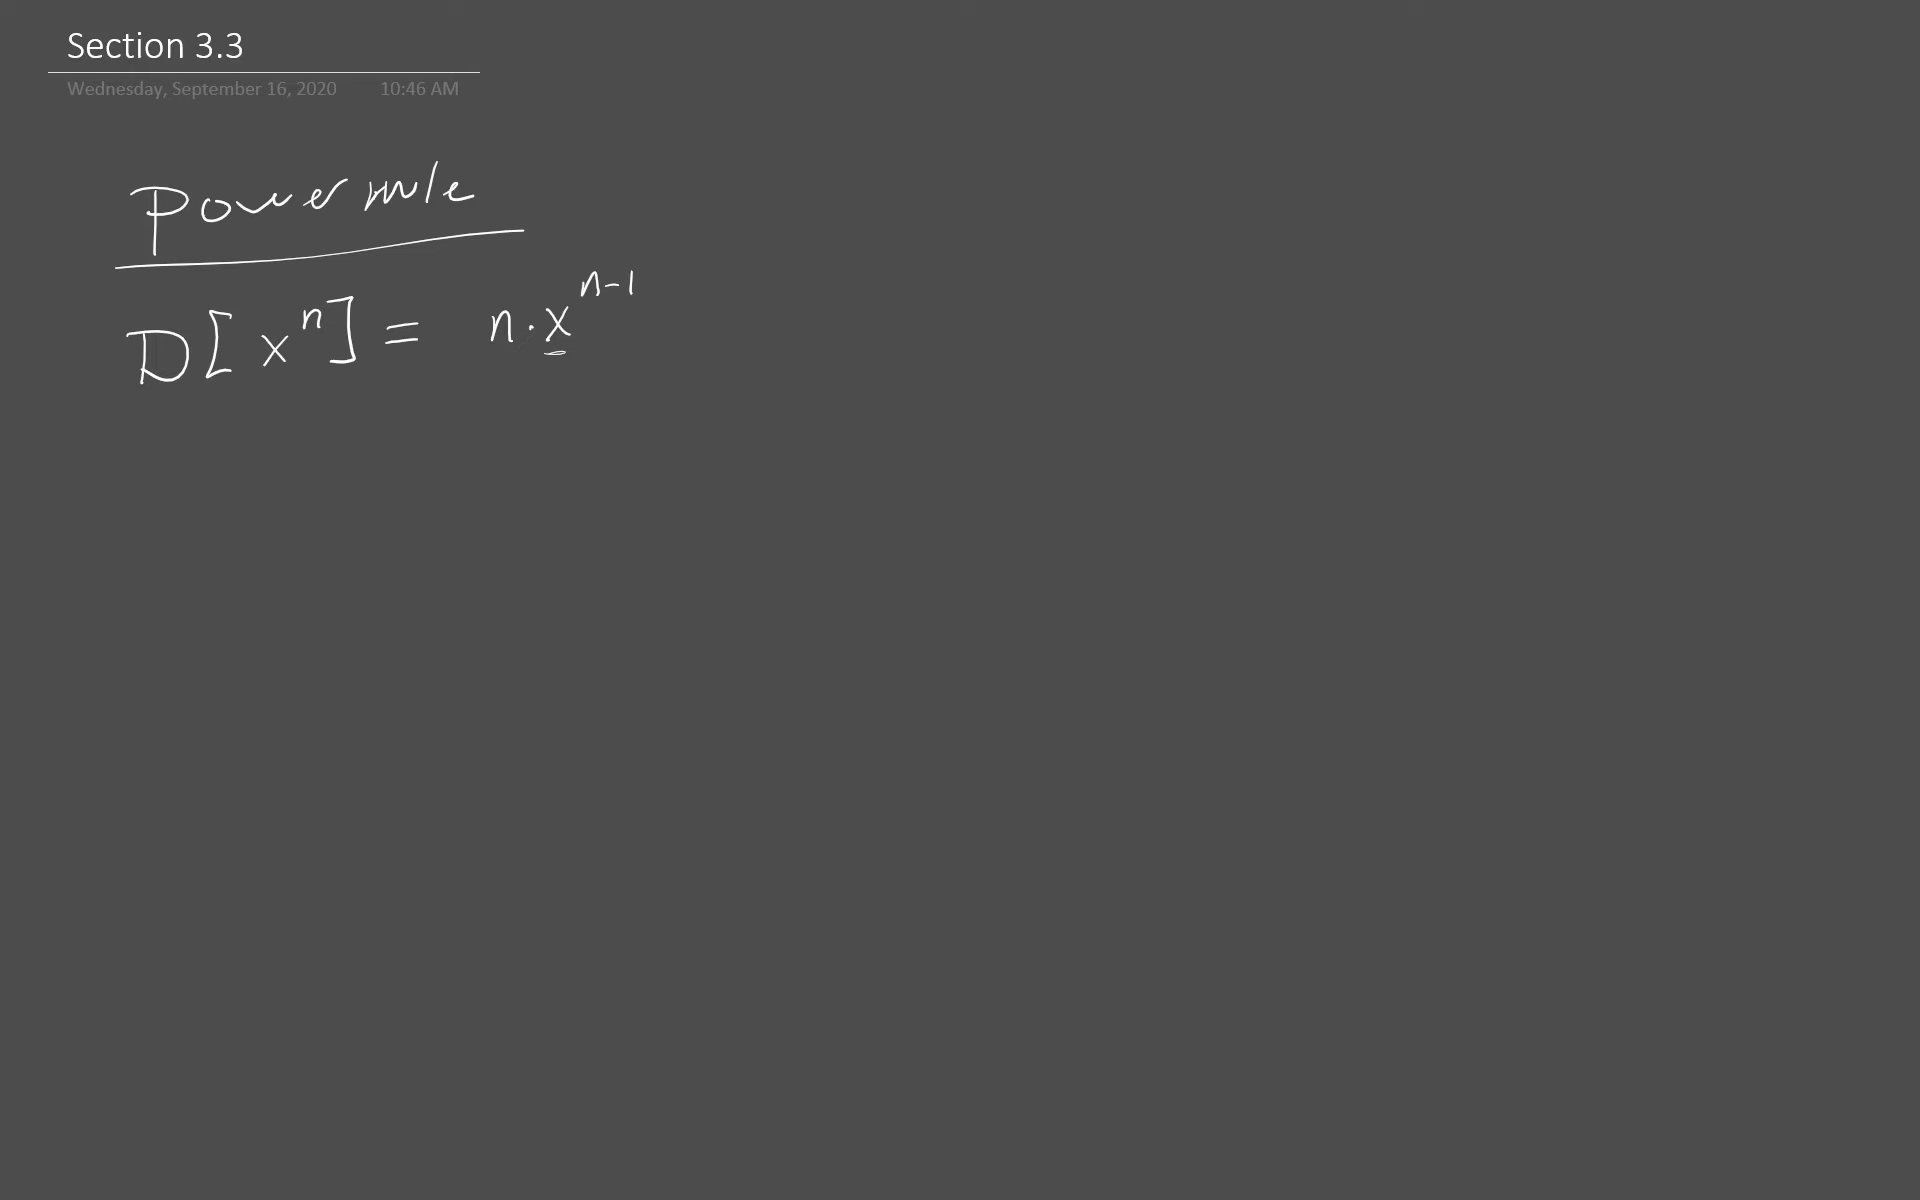 Section 3.3
Wednesday, September 16, 2020 10:46 AM
Power rule
D[xⁿ] = n·xⁿ⁻¹